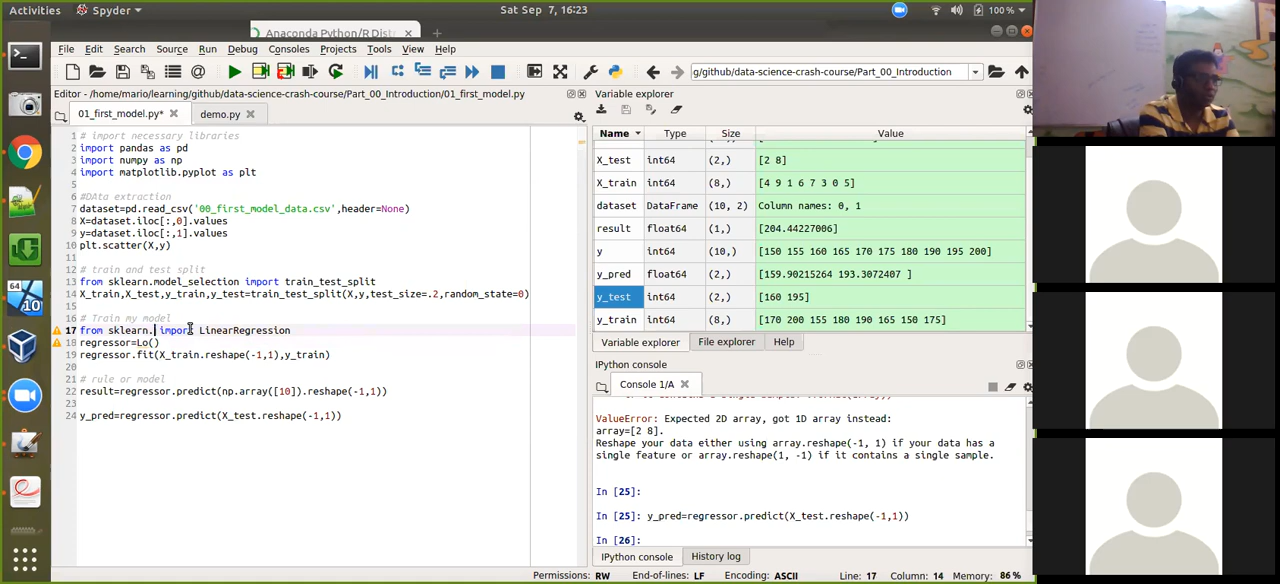 Activities Spyder Sat Sep 7, 16:23 100 %
Anaconda Python/R Dist
File Edit Search Source Run Debug Consoles Projects Tools View Help
g/github/data-science-crash-course/Part_00_Introduction
Editor - /home/mario/learning/github/data-science-crash-course/Part_00_Introduction/01_first_model.py
01_first_model.py* demo.py
1 # import necessary libraries
2 import pandas as pd
3 import numpy as np
4 import matplotlib.pyplot as plt
5
6 #DAta extraction
7 dataset=pd.read_csv('00_first_model_data.csv',header=None)
8 X=dataset.iloc[:,0].values
9 y=dataset.iloc[:,1].values
10 plt.scatter(X,y)
11
12 # train and test split
13 from sklearn.model_selection import train_test_split
14 X_train,X_test,y_train,y_test=train_test_split(X,y,test_size=.2,random_state=0)
15
16 # Train my model
17 from sklearn. import LinearRegression
18 regressor=Lo()
19 regressor.fit(X_train.reshape(-1,1),y_train)
20
21 # rule or model
22 result=regressor.predict(np.array([10]).reshape(-1,1))
23
24 y_pred=regressor.predict(X_test.reshape(-1,1))
Variable explorer
Name Type Size Value
X_test int64 (2,) [2 8]
X_train int64 (8,) [4 9 1 6 7 3 0 5]
dataset DataFrame (10, 2) Column names: 0, 1
result float64 (1,) [204.44227006]
y int64 (10,) [150 155 160 165 170 175 180 190 195 200]
y_pred float64 (2,) [159.90215264 193.3072407 ]
y_test int64 (2,) [160 195]
y_train int64 (8,) [170 200 155 180 190 165 150 175]
Variable explorer File explorer Help
IPython console
Console 1/A
ValueError: Expected 2D array, got 1D array instead:
array=[2 8].
Reshape your data either using array.reshape(-1, 1) if your data has a
single feature or array.reshape(1, -1) if it contains a single sample.
In [25]:
In [25]: y_pred=regressor.predict(X_test.reshape(-1,1))
In [26]:
IPython console History log
Permissions: RW End-of-lines: LF Encoding: ASCII Line: 17 Column: 14 Memory: 86 %
64
10